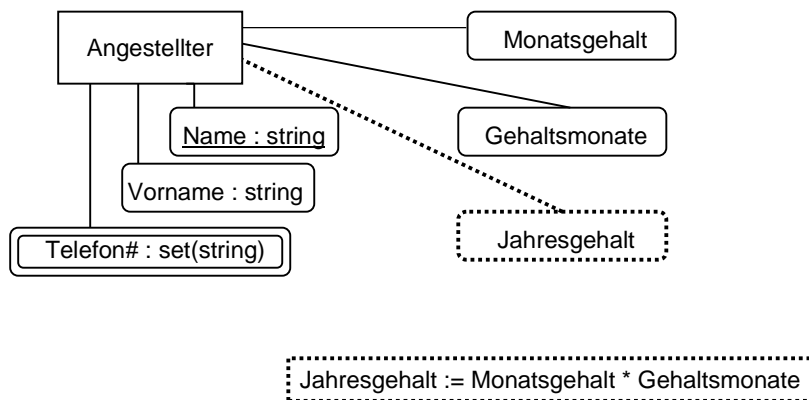 Angestellter
Monatsgehalt
Name : string
Gehaltsmonate
Vorname : string
Telefon# : set(string)
Jahresgehalt
Jahresgehalt := Monatsgehalt * Gehaltsmonate